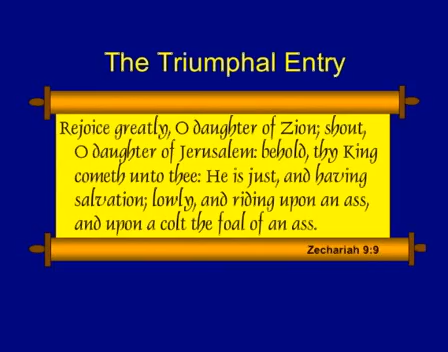 The Triumphal Entry
Rejoice greatly, O daughter of Zion; shout,
O daughter of Jerusalem: behold, thy King
cometh unto thee: He is just, and having
salvation; lowly, and riding upon an ass,
and upon a colt the foal of an ass.
Zechariah 9:9